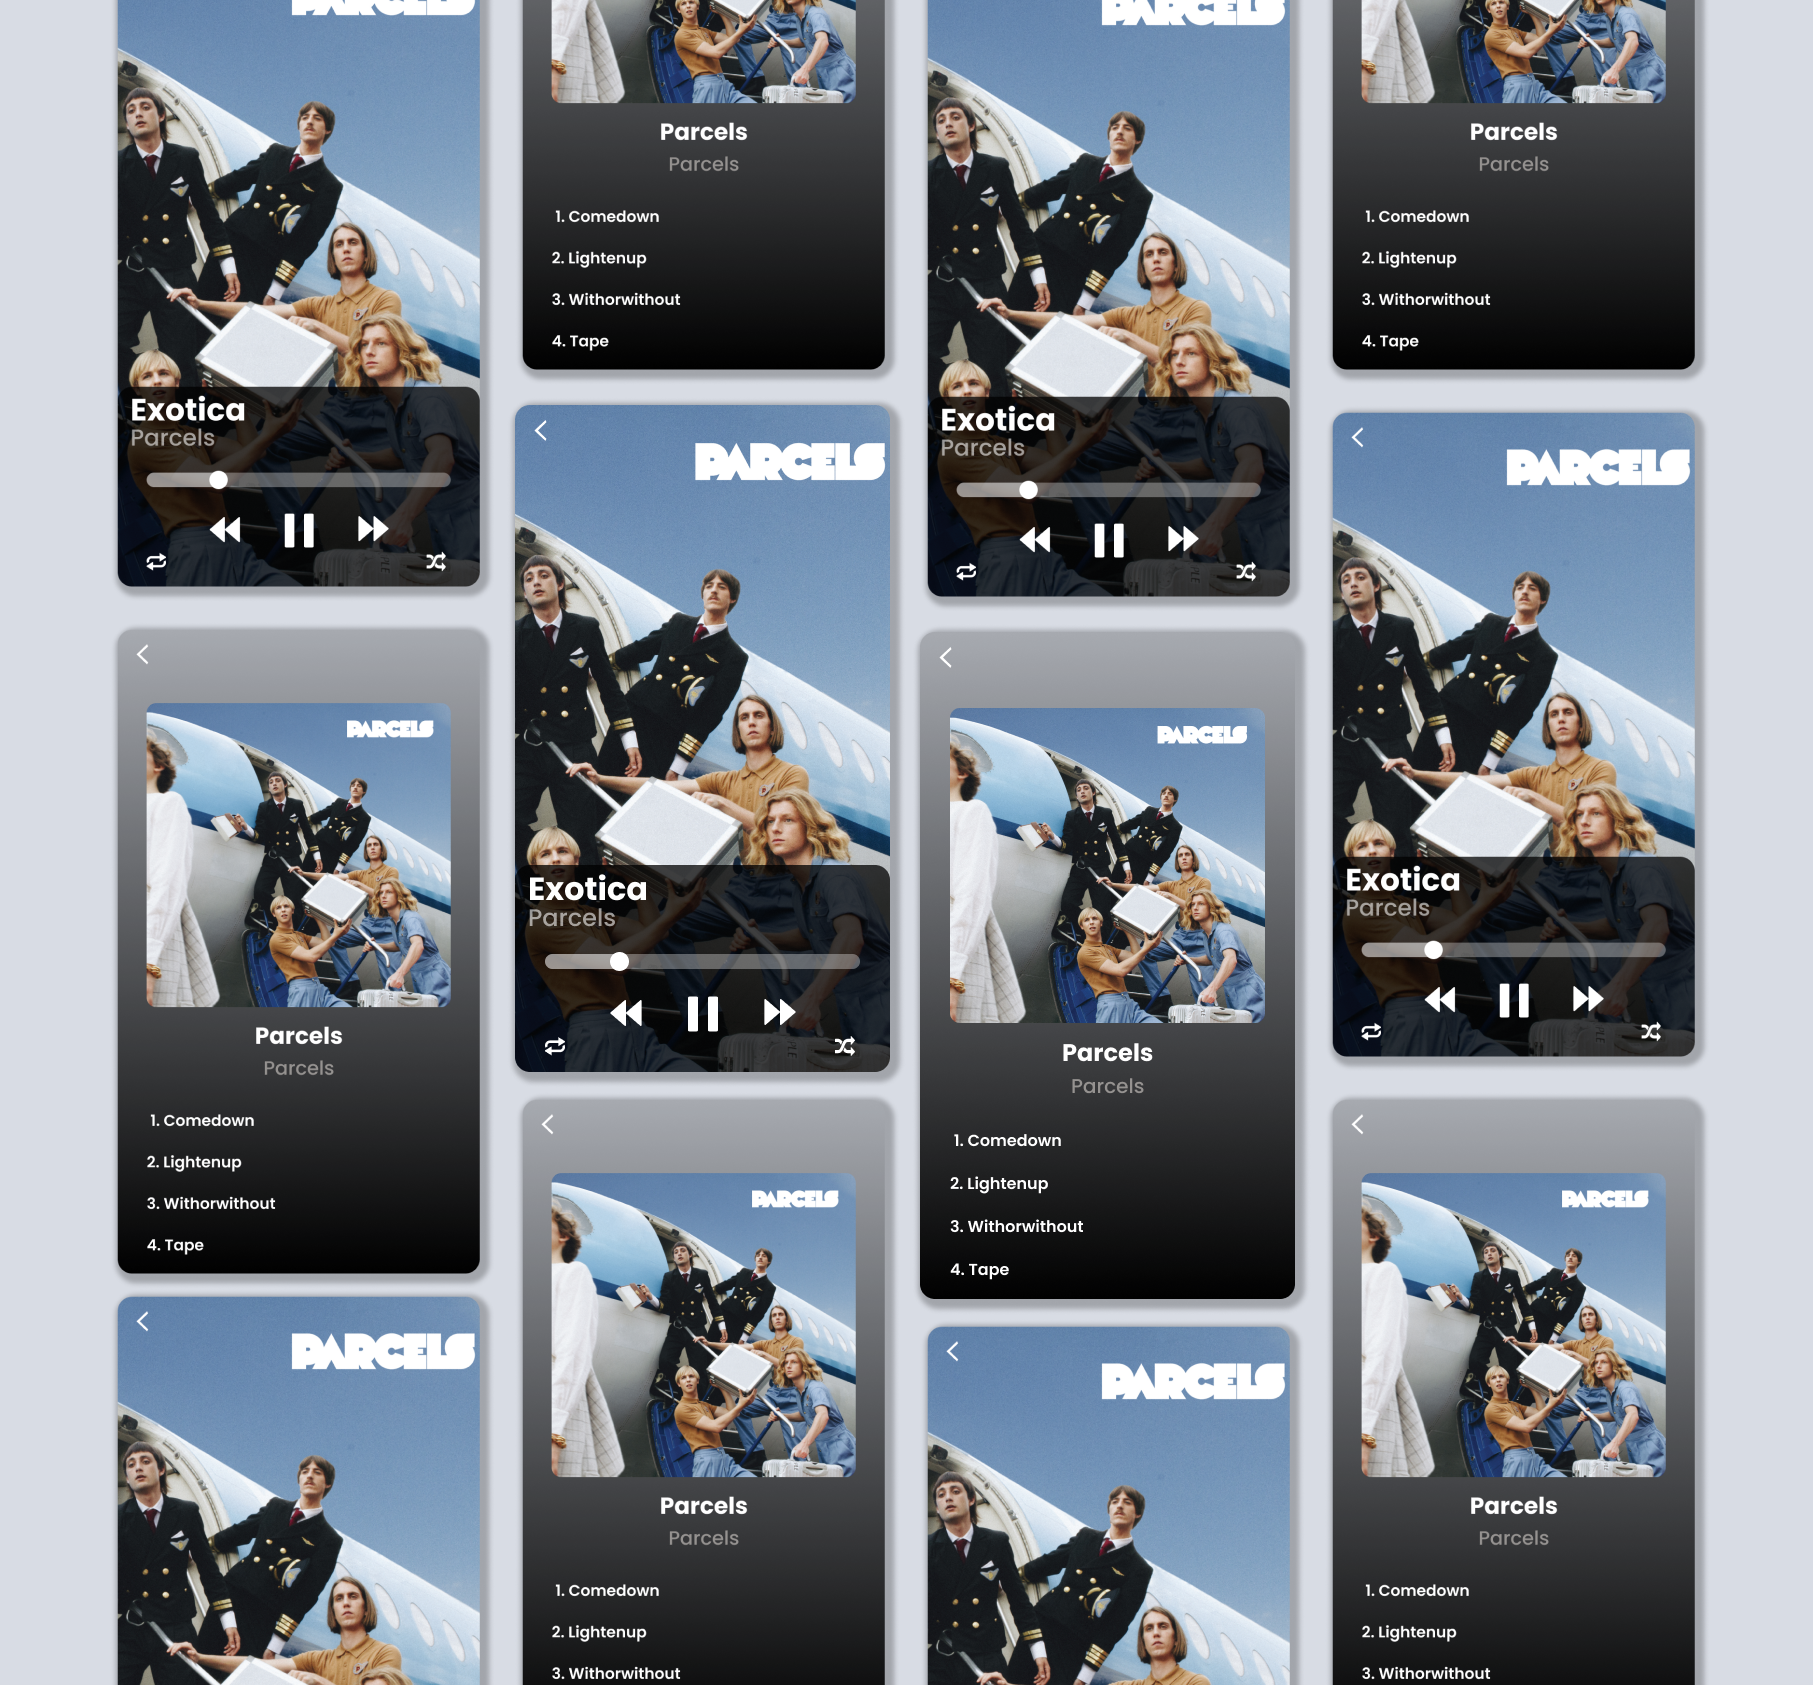 PARCELS
Exotica
Parcels
PARCELS
Parcels
Parcels
1. Comedown
2. Lightenup
3. Withorwithout
4. Tape
PARCELS
Parcels
Parcels
1. Comedown
2. Lightenup
3. Withorwithout
4. Tape
PARCELS
Exotica
Parcels
PARCELS
Parcels
Parcels
1. Comedown
2. Lightenup
3. Withorwithout
PARCELS
Exotica
Parcels
PARCELS
Parcels
Parcels
1. Comedown
2. Lightenup
3. Withorwithout
4. Tape
PARCELS
Parcels
Parcels
1. Comedown
2. Lightenup
3. Withorwithout
4. Tape
PARCELS
Exotica
Parcels
PARCELS
Parcels
Parcels
1. Comedown
2. Lightenup
3. Withorwithout